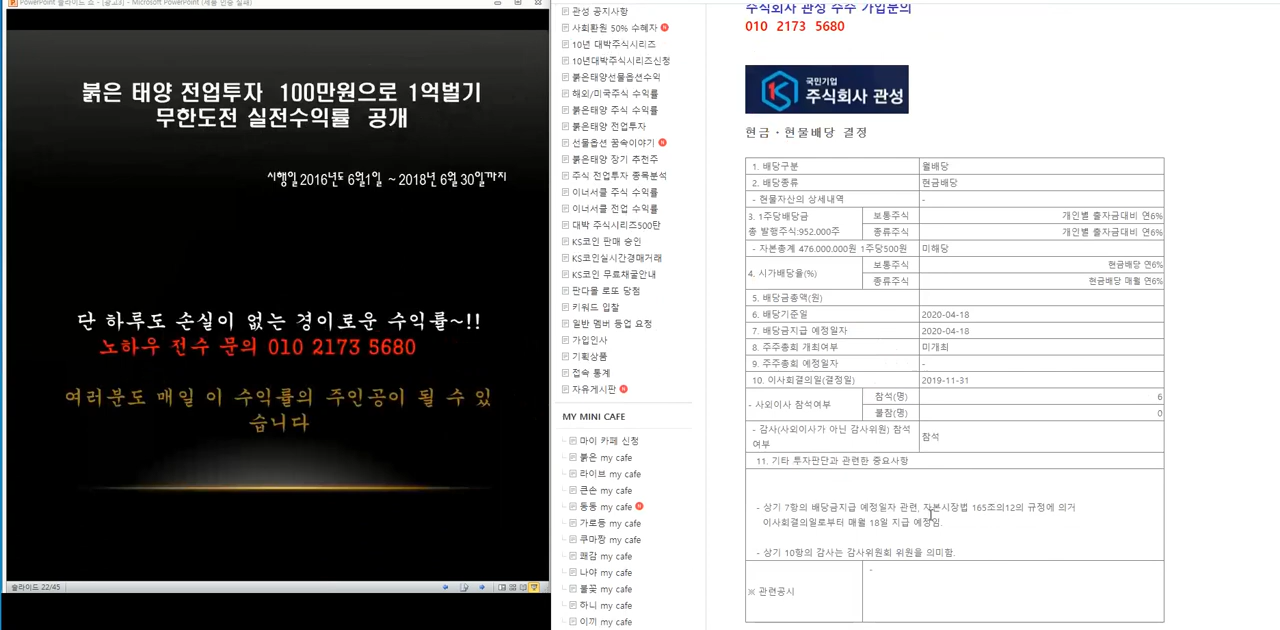 PowerPoint 슬라이드 쇼 - [광고3] - Microsoft PowerPoint (제품 인증 실패)
붉은 태양 전업투자 100만원으로 1억벌기
무한도전 실전수익률 공개
시행일 2016년도 6월1일 ~ 2018년 6월 30일까지
단 하루도 손실이 없는 경이로운 수익률~!!
노하우 전수 문의 010 2173 5680
여러분도 매일 이 수익률의 주인공이 될 수 있
습니다
슬라이드 22/45
관성 공지사항
사회환원 50% 수혜자
10년 대박주식시리즈
10년대박주식시리즈신청
붉은태양선물옵션수익
해외/미국주식 수익률
붉은태양 주식 수익률
붉은태양 전업투자
선물옵션 꿈속이야기
붉은태양 장기 추천주
주식 전업투자 종목분석
이너서클 주식 수익률
이너서클 전업 수익률
대박 주식시리즈500탄
KS코인 판매 승인
KS코인실시간경매거래
KS코인 무료채굴안내
판다몰 로또 당첨
키워드 입찰
일반 멤버 동업 요청
가입인사
기획상품
접속 통계
자유게시판
MY MINI CAFE
마이 카페 신청
붉은 my cafe
라이브 my cafe
큰손 my cafe
동동 my cafe
가로등 my cafe
쿠마짱 my cafe
쾌감 my cafe
나야 my cafe
불꽃 my cafe
하니 my cafe
이끼 my cafe
주식회사 관성 주주 가입문의
010 2173 5680
국민기업
주식회사 관성
현금ㆍ현물배당 결정
1. 배당구분 월배당
2. 배당종류 현금배당
- 현물자산의 상세내역 -
3. 1주당배당금 보통주식 개인별 출자금대비 연6%
총 발행주식:952.000주 종류주식 개인별 출자금대비 연6%
- 자본총계 476.000.000원 1주당500원 미해당
4. 시가배당율(%) 보통주식 현금배당 연6%
종류주식 현금배당 매월 연6%
5. 배당금총액(원)
6. 배당기준일 2020-04-18
7. 배당금지급 예정일자 2020-04-18
8. 주주총회 개최여부 미개최
9. 주주총회 예정일자 -
10. 이사회결의일(결정일) 2019-11-31
- 사외이사 참석여부 참석(명) 6
불참(명) 0
- 감사(사외이사가 아닌 감사위원) 참석
여부 참석
11. 기타 투자판단과 관련한 중요사항
- 상기 7항의 배당금지급 예정일자 관련, 자본시장법 165조의12의 규정에 의거
이사회결의일로부터 매월 18일 지급 예정임.
- 상기 10항의 감사는 감사위원회 위원을 의미함.
※ 관련공시 -